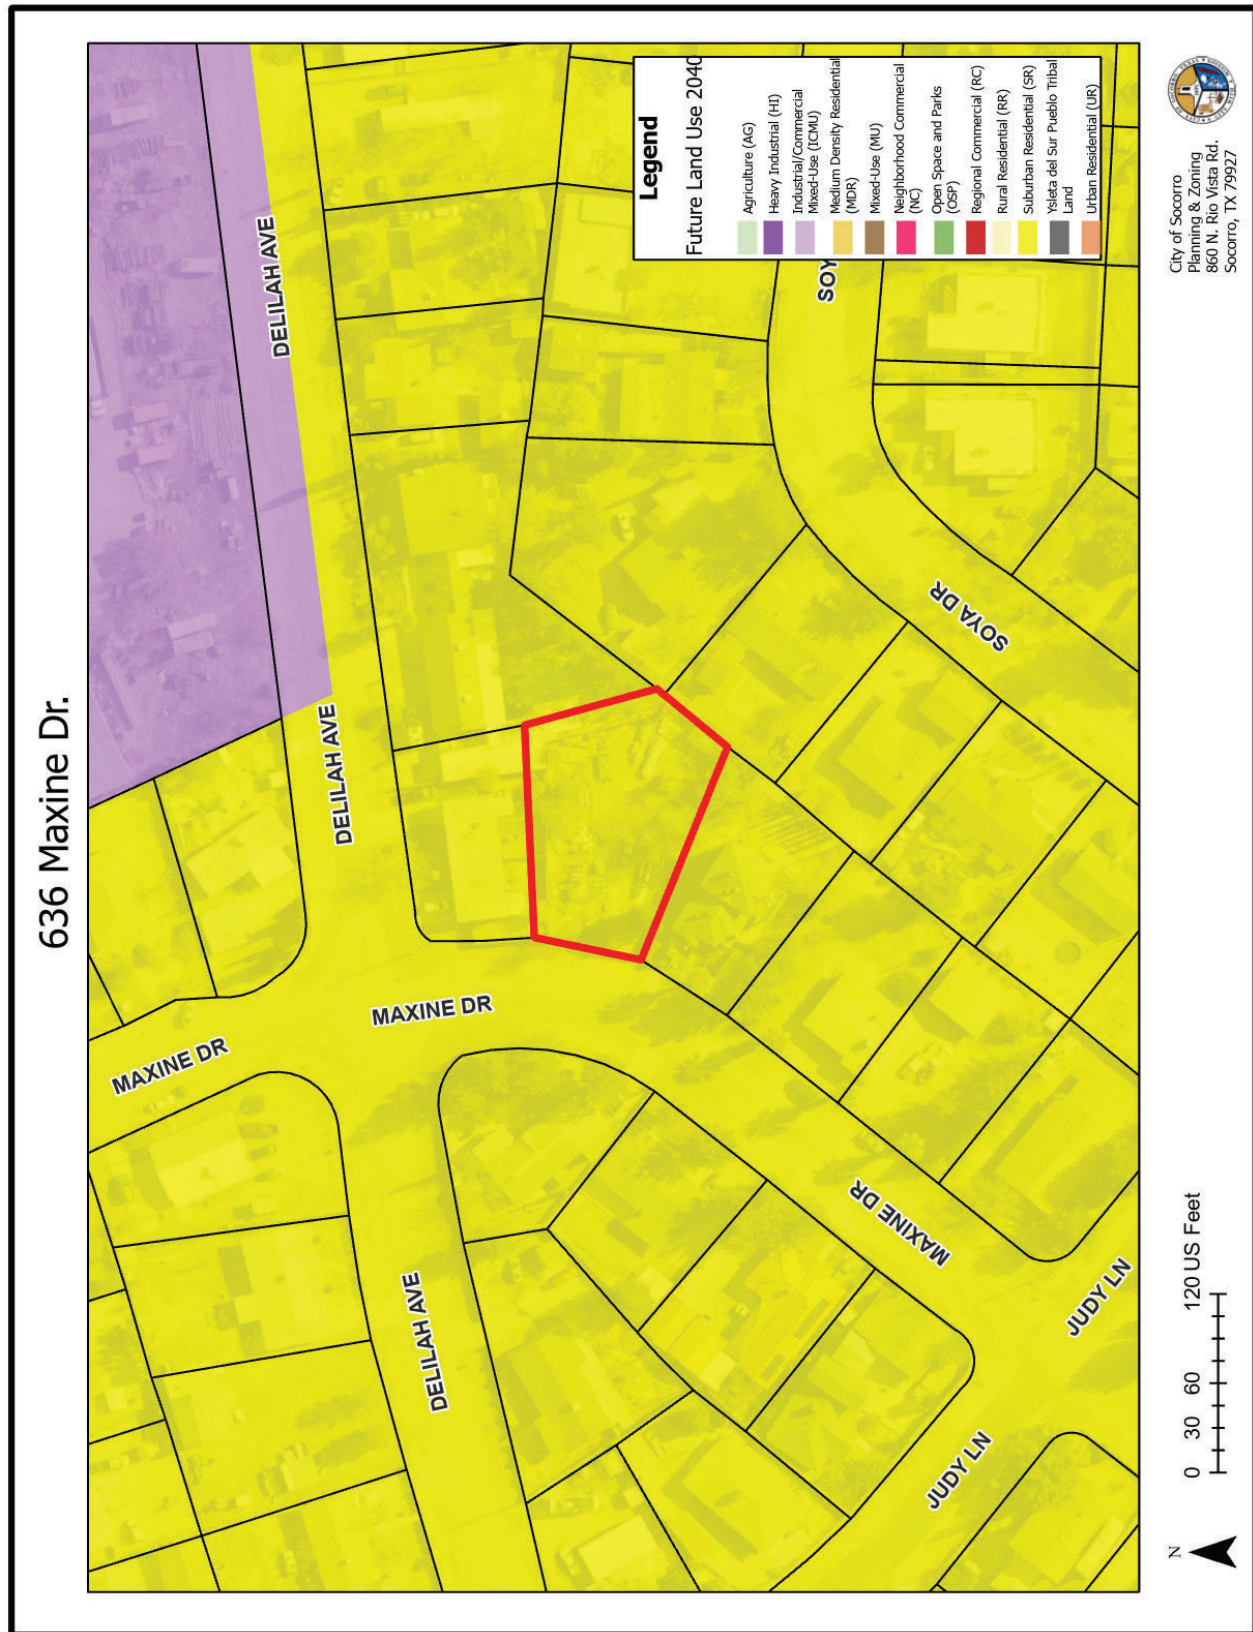 636 Maxine Dr.
DELILAH AVE
DELILAH AVE
MAXINE DR
MAXINE DR
DELILAH AVE
MAXINE DR
JUDY LN
JUDY LN
SOYA DR
SOY
Legend
Future Land Use 2040
Agriculture (AG)
Heavy Industrial (HI)
Industrial/Commercial
Mixed-Use (ICMU)
Medium Density Residential
(MDR)
Mixed-Use (MU)
Neighborhood Commercial
(NC)
Open Space and Parks
(OSP)
Regional Commercial (RC)
Rural Residential (RR)
Suburban Residential (SR)
Ysleta del Sur Pueblo Tribal
Land
Urban Residential (UR)
N
0 30 60 120 US Feet
City of Socorro
Planning & Zoning
860 N. Rio Vista Rd.
Socorro, TX 79927